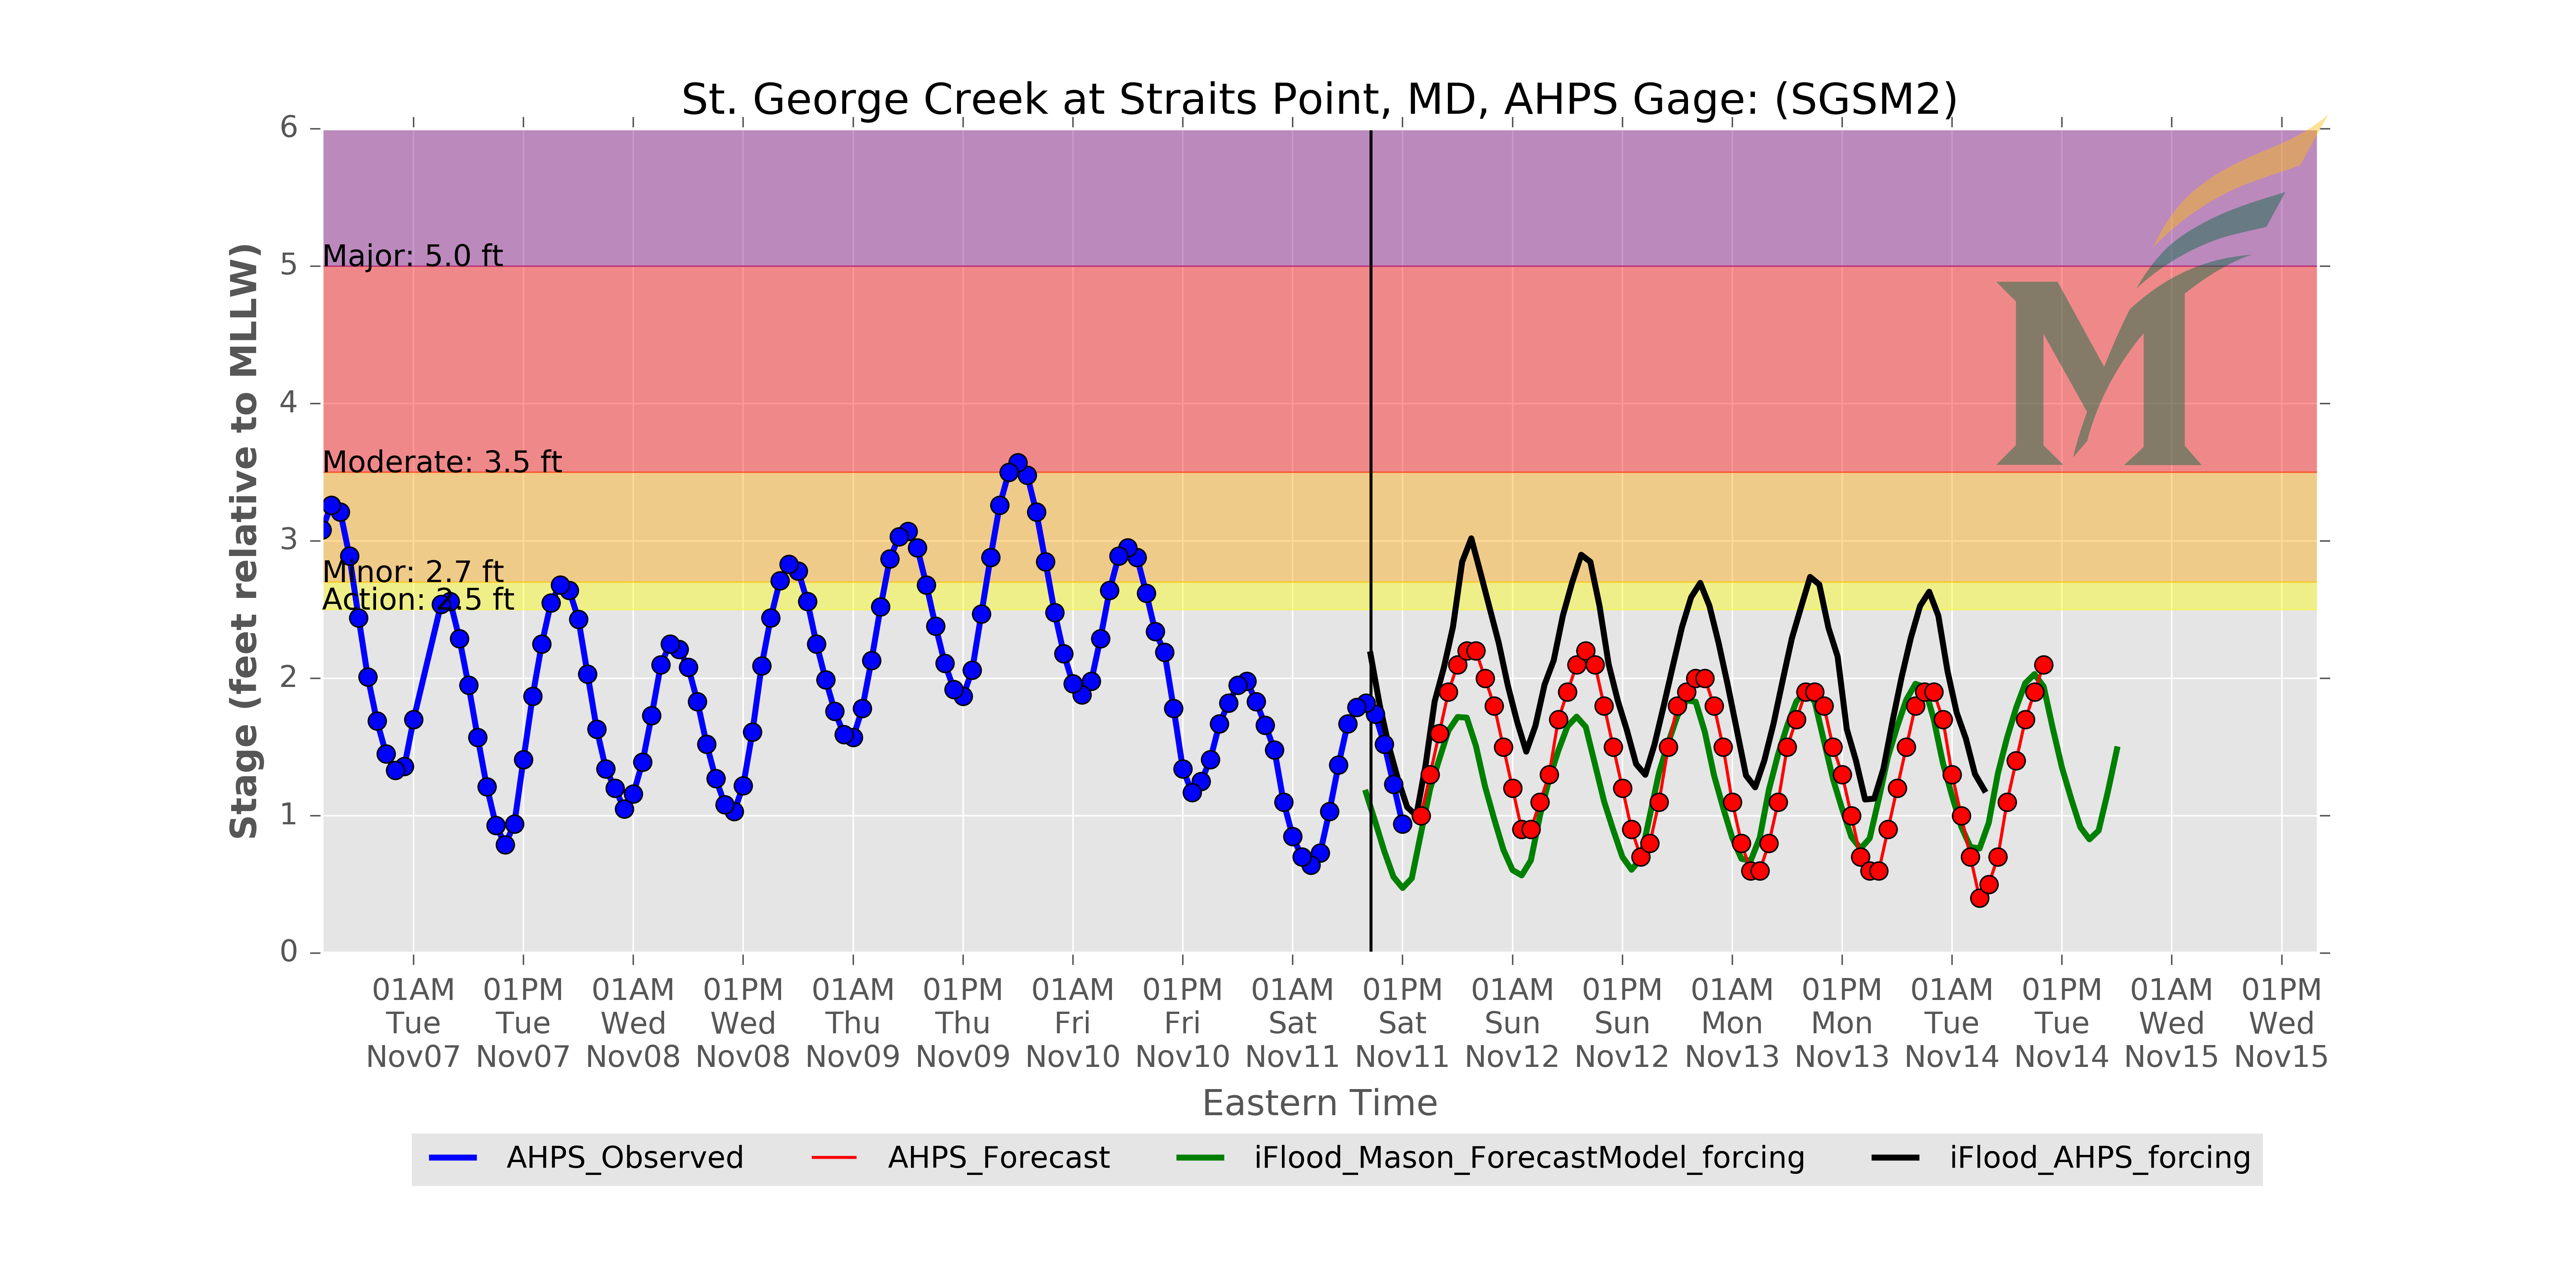 St. George Creek at Straits Point, MD, AHPS Gage: (SGSM2)
Stage (feet relative to MLLW)
6
5
4
3
2
1
0
Major: 5.0 ft
Moderate: 3.5 ft
Minor: 2.7 ft
Action: 2.5 ft
M
01AM 01PM 01AM 01PM 01AM 01PM 01AM 01PM 01AM 01PM 01AM 01PM 01AM 01PM 01AM 01PM 01AM 01PM
Tue Tue Wed Wed Thu Thu Fri Fri Sat Sat Sun Sun Mon Mon Tue Tue Wed Wed
Nov07 Nov07 Nov08 Nov08 Nov09 Nov09 Nov10 Nov10 Nov11 Nov11 Nov12 Nov12 Nov13 Nov13 Nov14 Nov14 Nov15 Nov15
Eastern Time
AHPS_Observed AHPS_Forecast iFlood_Mason_ForecastModel_forcing iFlood_AHPS_forcing